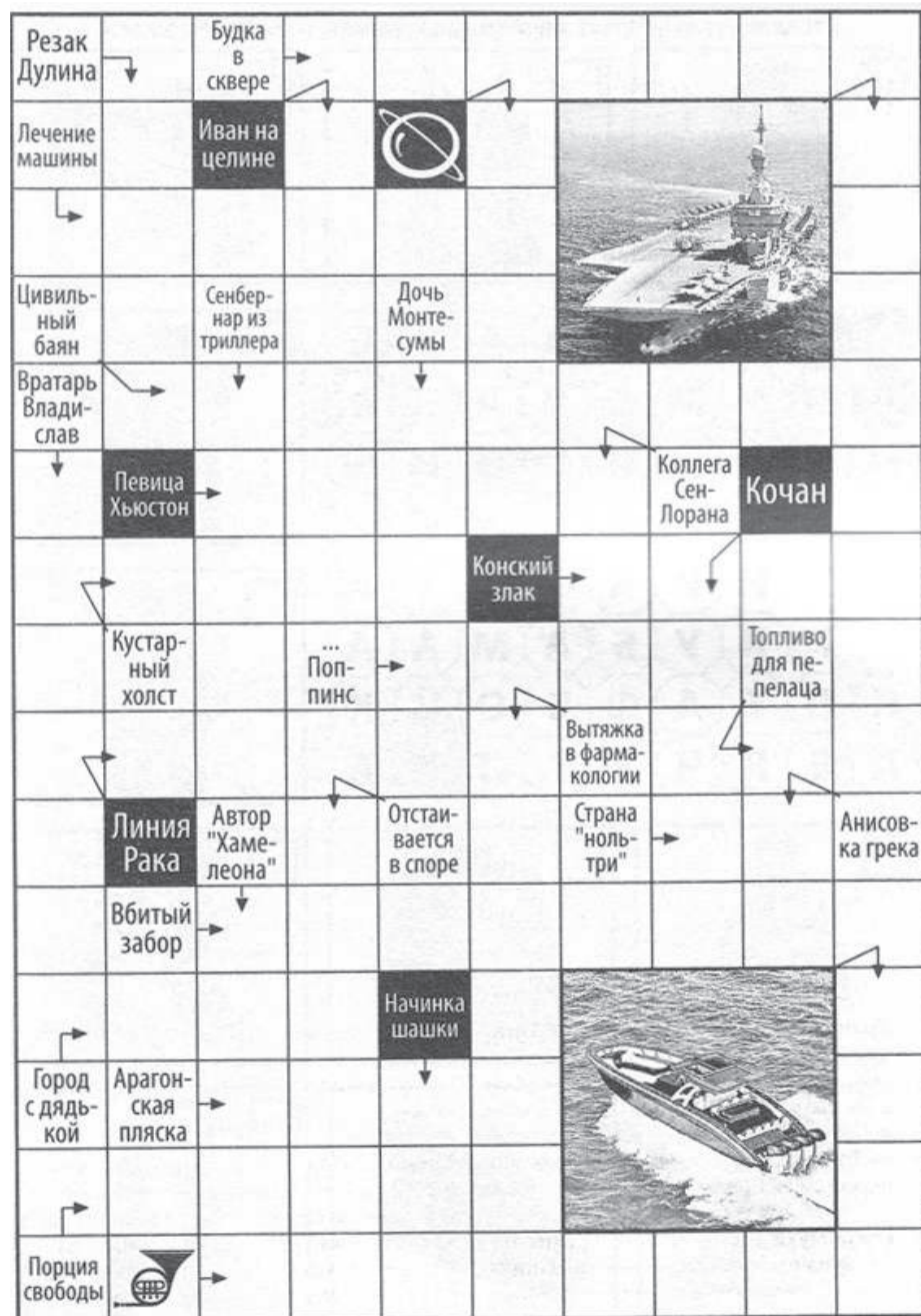 Резак
Дулина
Будка
в
сквере
Лечение
машины
Иван на
целине
Цивиль-
ный
баян
Сенбер-
нар из
триллера
Дочь
Монте-
сумы
Вратарь
Влади-
слав
Певица
Хьюстон
Коллега
Сен-
Лорана
Кочан
Конский
злак
Кустар-
ный
холст
...
Поп-
пинс
Топливо
для пе-
пелаца
Вытяжка
в фарма-
кологии
Линия
Рака
Автор
"Хаме-
леона"
Отстаи-
вается
в споре
Страна
"ноль-
три"
Анисов-
ка грека
Вбитый
забор
Начинка
шашки
Город
с дядь-
кой
Арагон-
ская
пляска
Порция
свободы